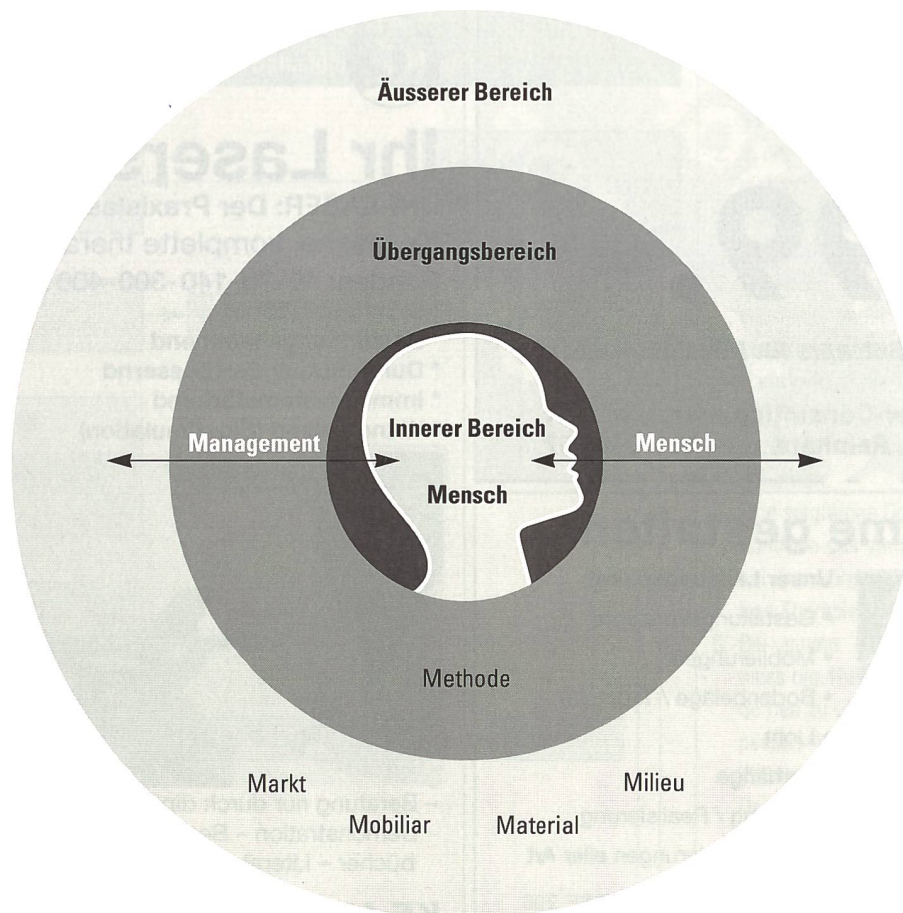 Äusserer Bereich
Übergangsbereich
Innerer Bereich
Management
Mensch
Mensch
Methode
Markt
Milieu
Mobiliar
Material